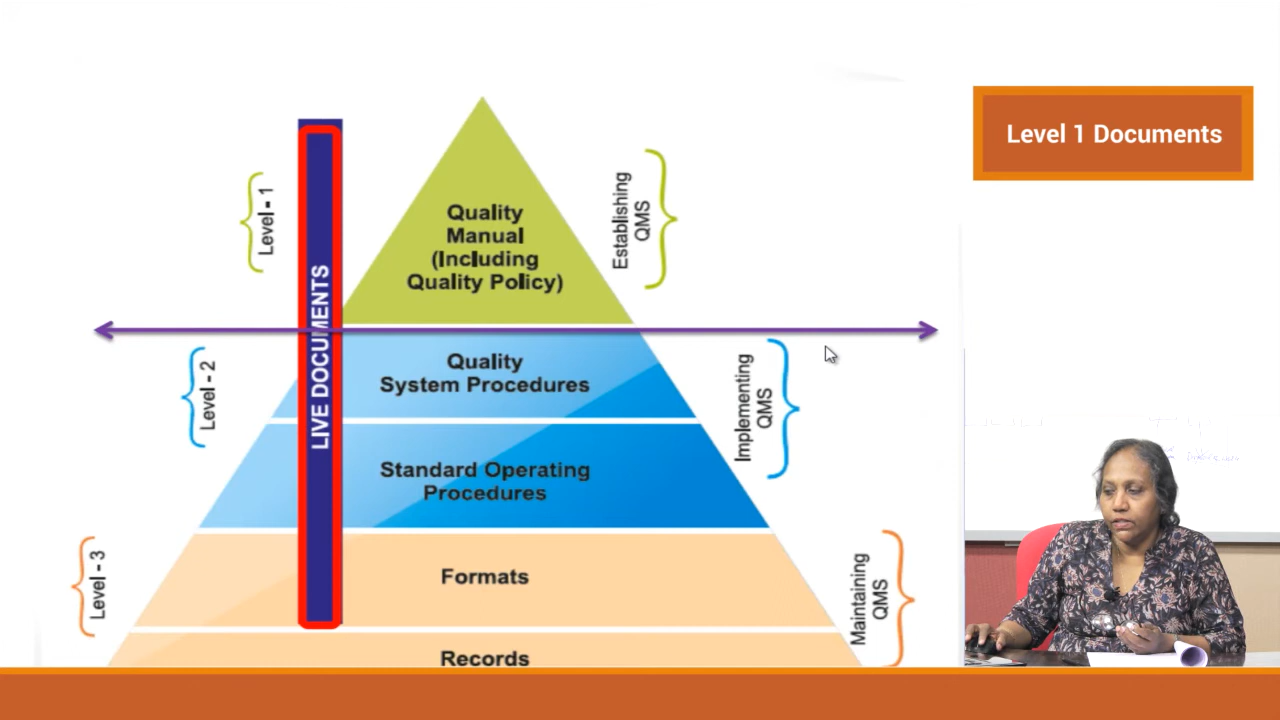 Level 1 Documents
Level - 1
LIVE DOCUMENTS
Quality
Manual
(Including
Quality Policy)
Establishing
QMS
Level - 2
Quality
System Procedures
Implementing
QMS
Standard Operating
Procedures
Level - 3
Formats
Maintaining
QMS
Records